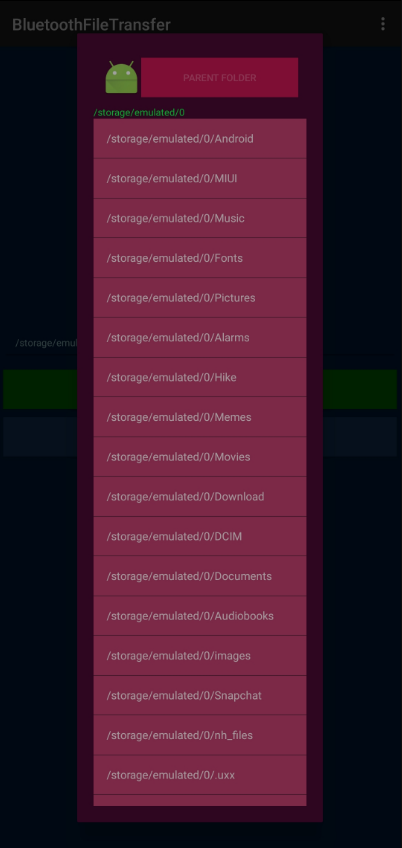 BluetoothFileTransfer
PARENT FOLDER
/storage/emulated/0
/storage/emulated/0/Android
/storage/emulated/0/MIUI
/storage/emulated/0/Music
/storage/emulated/0/Fonts
/storage/emulated/0/Pictures
/storage/emulated/0/Alarms
/storage/emul
/storage/emulated/0/Hike
/storage/emulated/0/Memes
/storage/emulated/0/Movies
/storage/emulated/0/Download
/storage/emulated/0/DCIM
/storage/emulated/0/Documents
/storage/emulated/0/Audiobooks
/storage/emulated/0/images
/storage/emulated/0/Snapchat
/storage/emulated/0/nh_files
/storage/emulated/0/.uxx